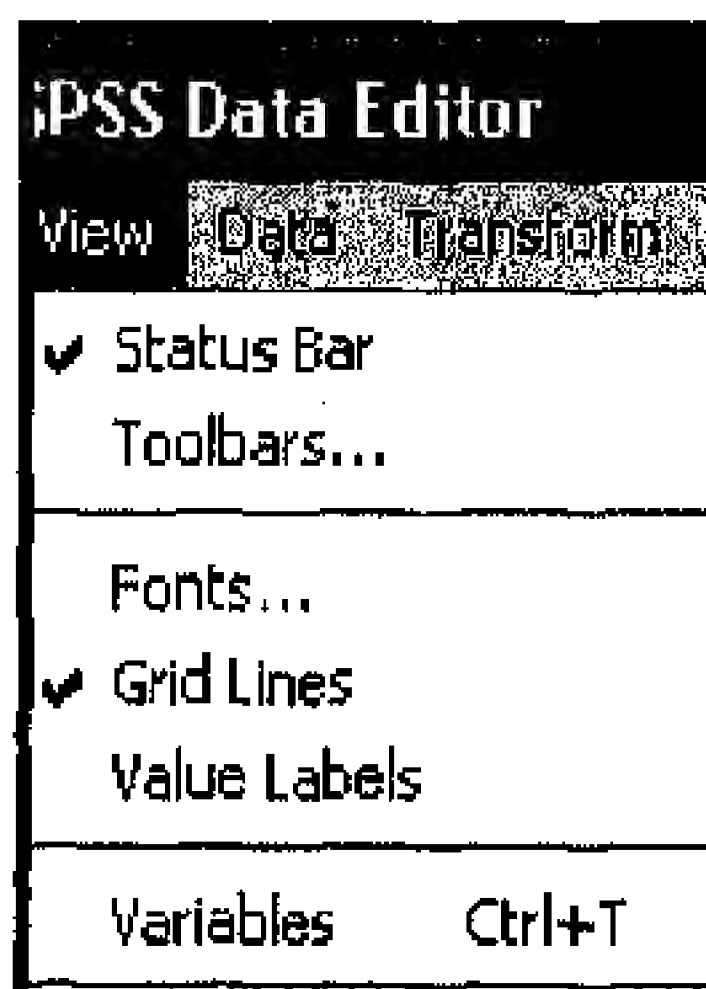 SPSS Data Editor
View Data Transform
✔ Status Bar
Toolbars...
Fonts...
✔ Grid Lines
Value Labels
Variables Ctrl+T